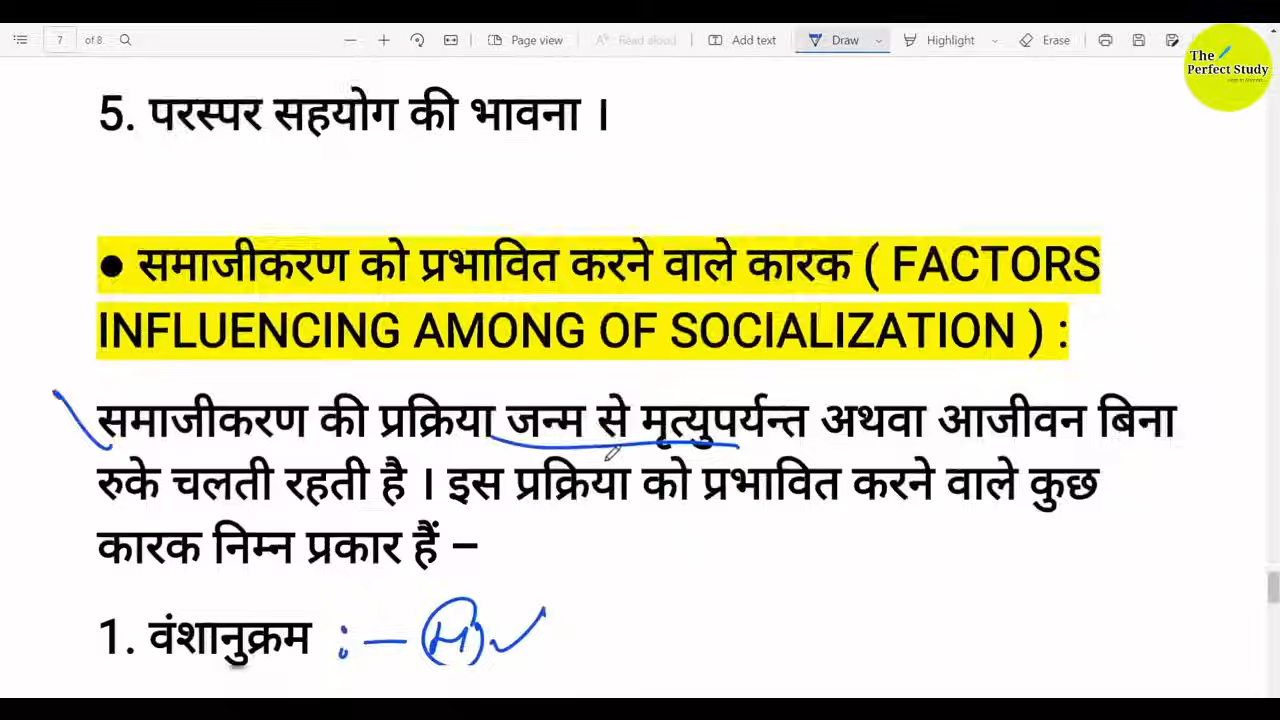 7 of 8 Page view Read aloud Add text Draw Highlight Erase
The Perfect Study
5. परस्पर सहयोग की भावना ।
● समाजीकरण को प्रभावित करने वाले कारक ( FACTORS
INFLUENCING AMONG OF SOCIALIZATION ) :
समाजीकरण की प्रक्रिया जन्म से मृत्युपर्यन्त अथवा आजीवन बिना
रुके चलती रहती है । इस प्रक्रिया को प्रभावित करने वाले कुछ
कारक निम्न प्रकार हैं –
1. वंशानुक्रम :–